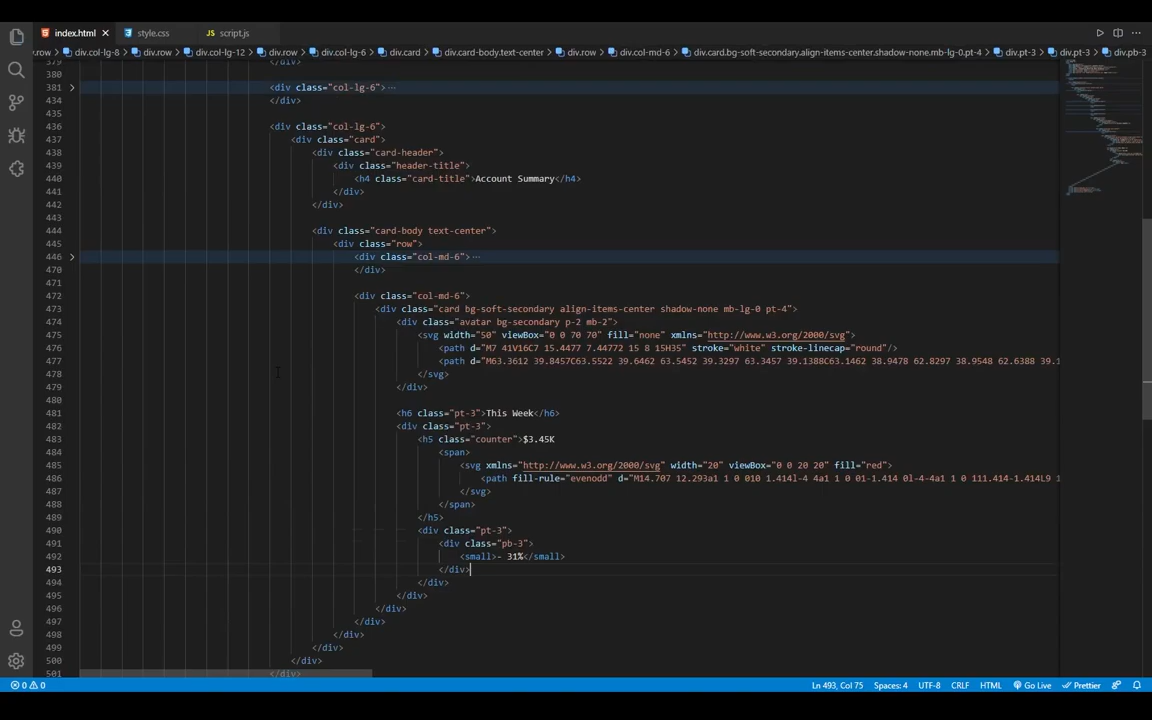 index.html style.css JS script.js
.row div.col-lg-8 div.row div.col-lg-12 div.row div.col-lg-6 div.card div.card-body.text-center div.row div.col-md-6 div.card.bg-soft-secondary.align-items-center.shadow-none.mb-lg-0.pt-4 div.pt-3 div.pt-3 div.pb-3
379 </div>
380
381 <div class="col-lg-6"> ...
434 </div>
435
436 <div class="col-lg-6">
437 <div class="card">
438 <div class="card-header">
439 <div class="header-title">
440 <h4 class="card-title">Account Summary</h4>
441 </div>
442 </div>
443
444 <div class="card-body text-center">
445 <div class="row">
446 <div class="col-md-6"> ...
470 </div>
471
472 <div class="col-md-6">
473 <div class="card bg-soft-secondary align-items-center shadow-none mb-lg-0 pt-4">
474 <div class="avatar bg-secondary p-2 mb-2">
475 <svg width="50" viewBox="0 0 70 70" fill="none" xmlns="http://www.w3.org/2000/svg">
476 <path d="M7 41V16C7 15.4477 7.44772 15 8 15H35" stroke="white" stroke-linecap="round"/>
477 <path d="M63.3612 39.8457C63.5522 39.6462 63.5452 39.3297 63.3457 39.1388C63.1462 38.9478 62.8297 38.9548 62.6388 39.1
478 </svg>
479 </div>
480
481 <h6 class="pt-3">This Week</h6>
482 <div class="pt-3">
483 <h5 class="counter">$3.45K
484 <span>
485 <svg xmlns="http://www.w3.org/2000/svg" width="20" viewBox="0 0 20 20" fill="red">
486 <path fill-rule="evenodd" d="M14.707 12.293a1 1 0 010 1.414l-4 4a1 1 0 01-1.414 0l-4-4a1 1 0 111.414-1.414L9 1
487 </svg>
488 </span>
489 </h5>
490 <div class="pt-3">
491 <div class="pb-3">
492 <small>- 31%</small>
493 </div>
494 </div>
495 </div>
496 </div>
497 </div>
498 </div>
499 </div>
500 </div>
501 </div>
0 0 Ln 493, Col 75 Spaces: 4 UTF-8 CRLF HTML Go Live Prettier